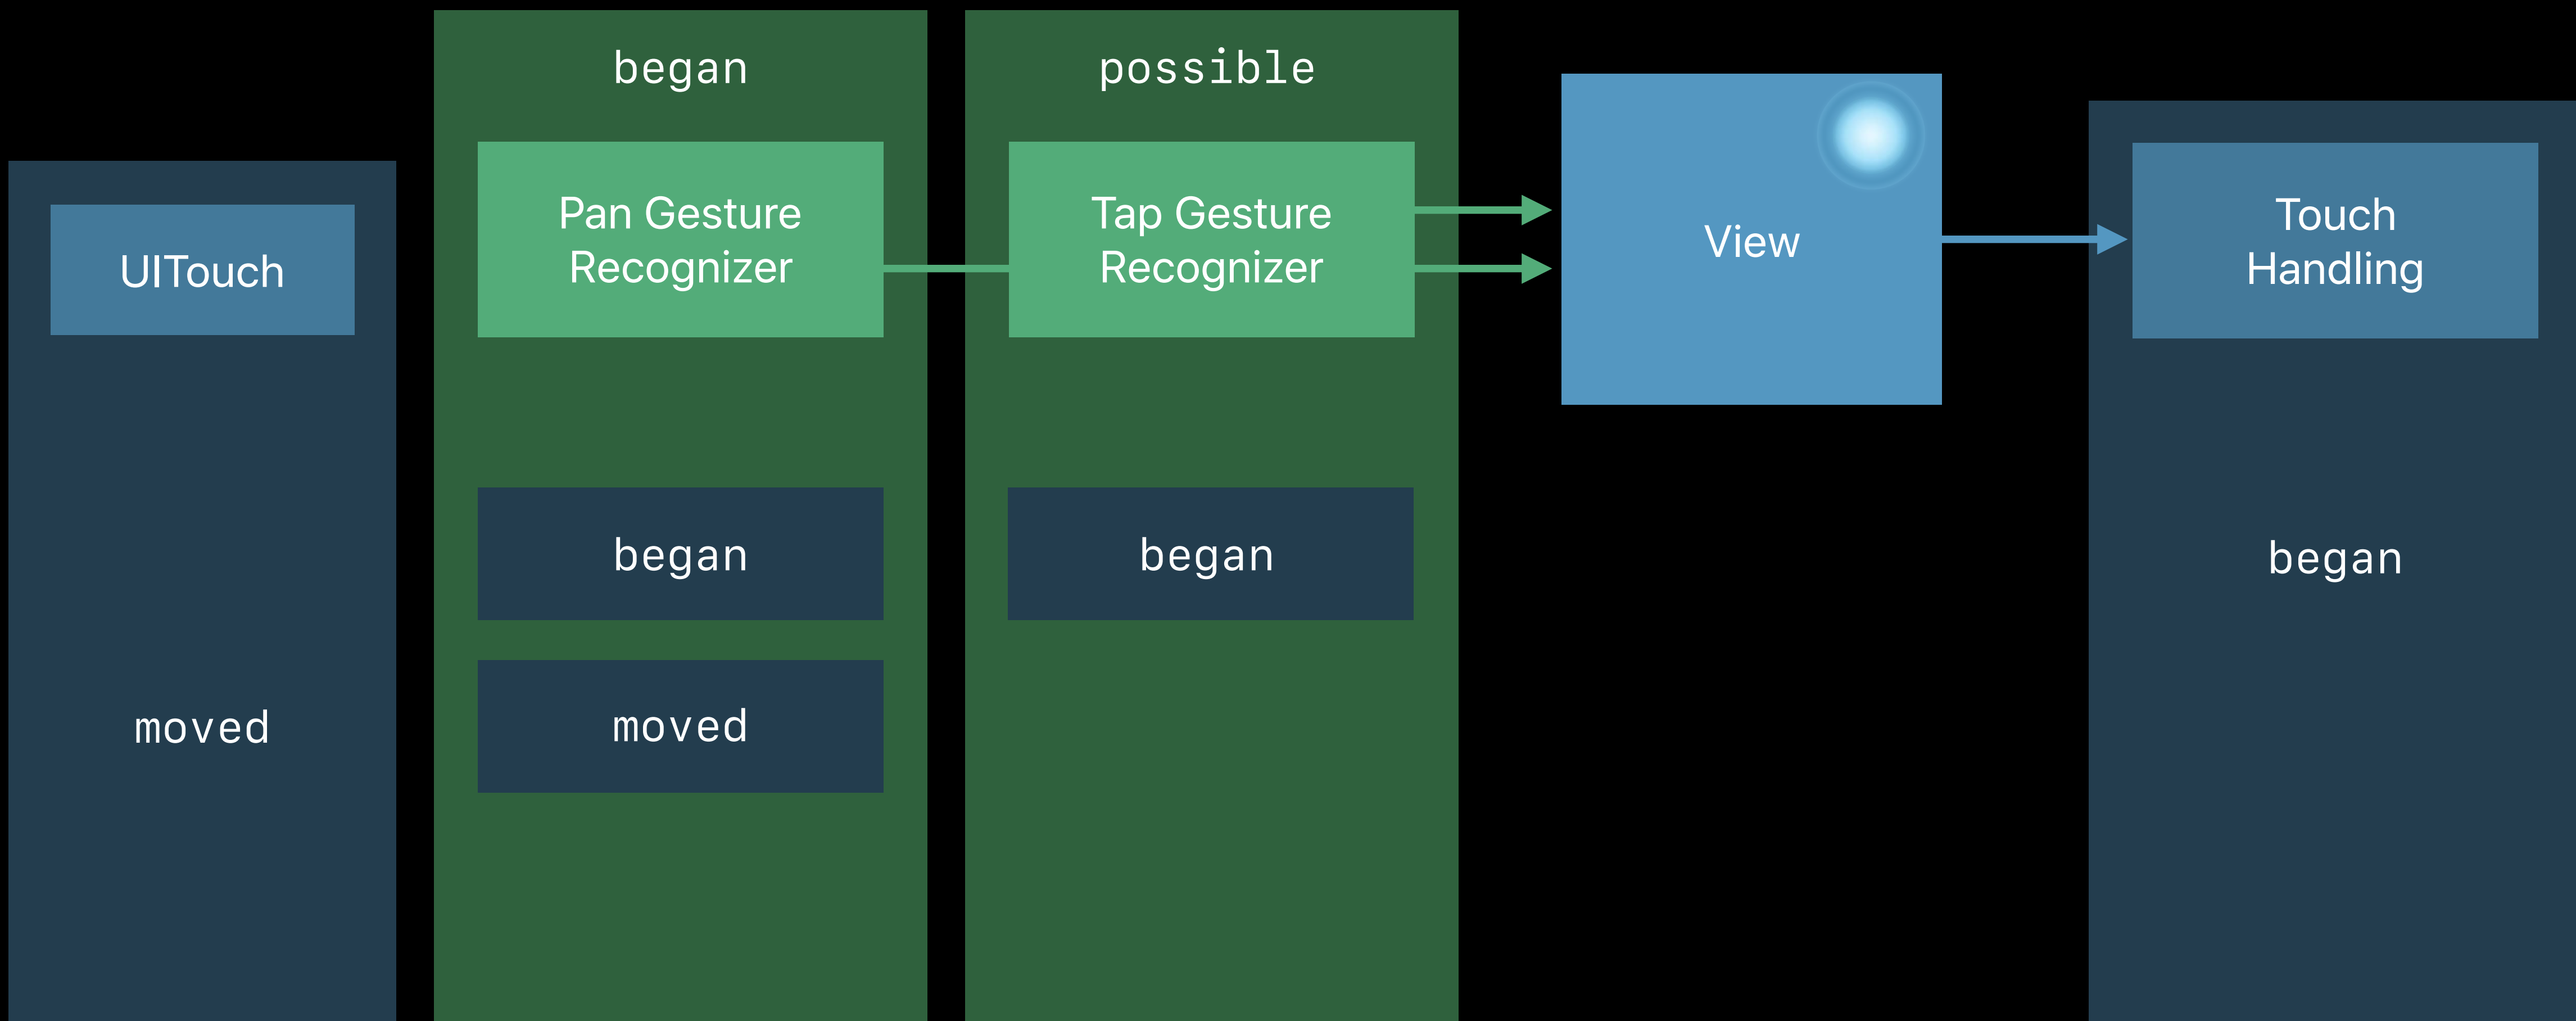 began
possible
UITouch
Pan Gesture
Recognizer
Tap Gesture
Recognizer
View
Touch
Handling
began
began
began
moved
moved